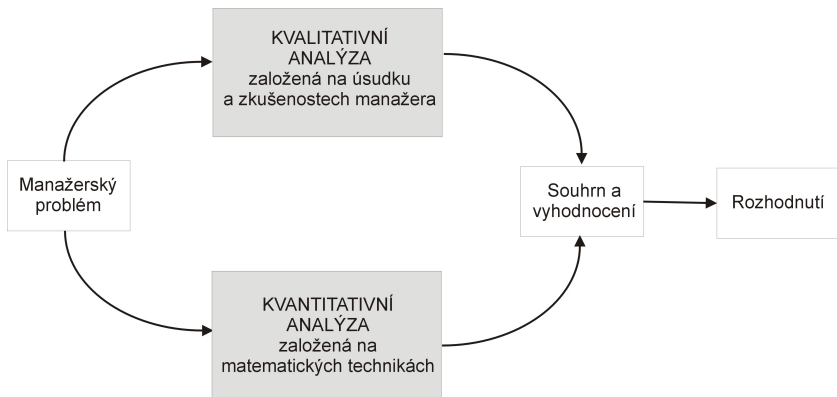 Manažerský
problém
KVALITATIVNÍ
ANALÝZA
založená na úsudku
a zkušenostech manažera
KVANTITATIVNÍ
ANALÝZA
založená na
matematických technikách
Souhrn a
vyhodnocení
Rozhodnutí